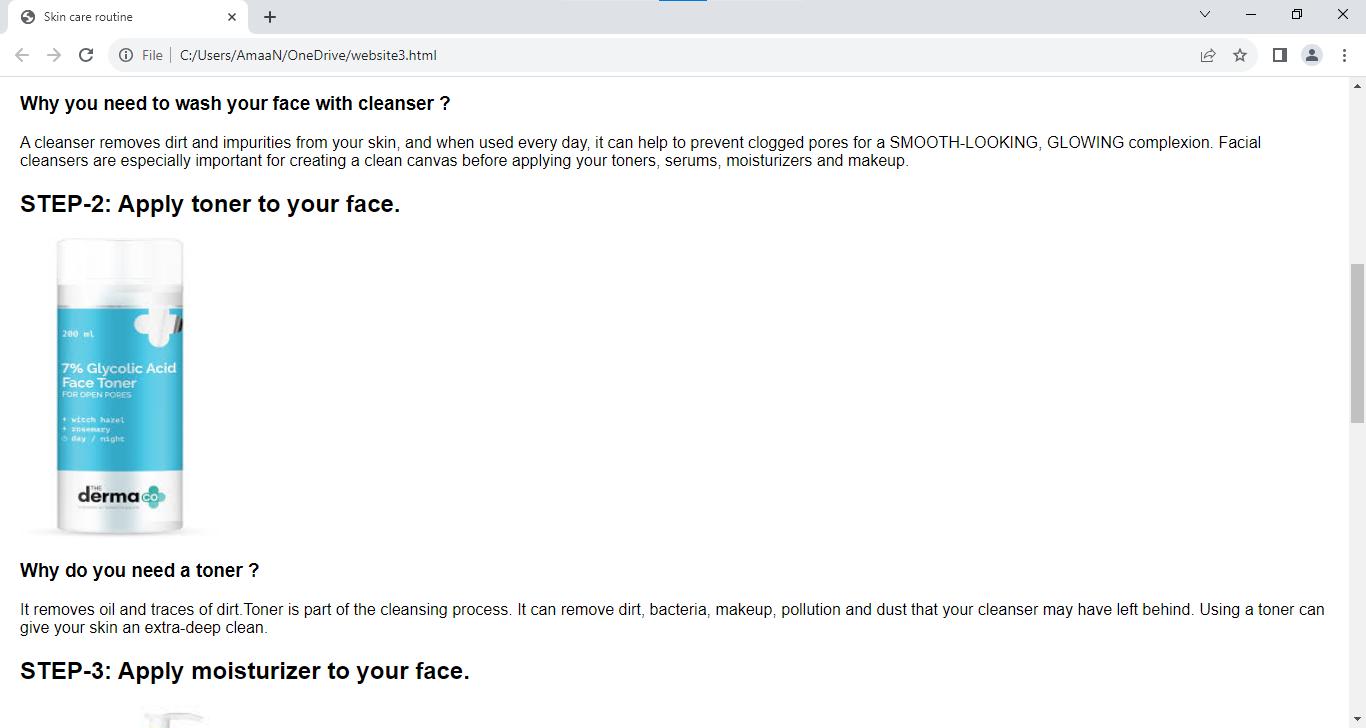 Skin care routine
File
C:/Users/AmaaN/OneDrive/website3.html
Why you need to wash your face with cleanser ?
A cleanser removes dirt and impurities from your skin, and when used every day, it can help to prevent clogged pores for a SMOOTH-LOOKING, GLOWING complexion. Facial
cleansers are especially important for creating a clean canvas before applying your toners, serums, moisturizers and makeup.
STEP-2: Apply toner to your face.
200 ml
7% Glycolic Acid
Face Toner
FOR OPEN PORES
+ witch hazel
+ rosemary
day / night
THE
derma co
Why do you need a toner ?
It removes oil and traces of dirt.Toner is part of the cleansing process. It can remove dirt, bacteria, makeup, pollution and dust that your cleanser may have left behind. Using a toner can
give your skin an extra-deep clean.
STEP-3: Apply moisturizer to your face.